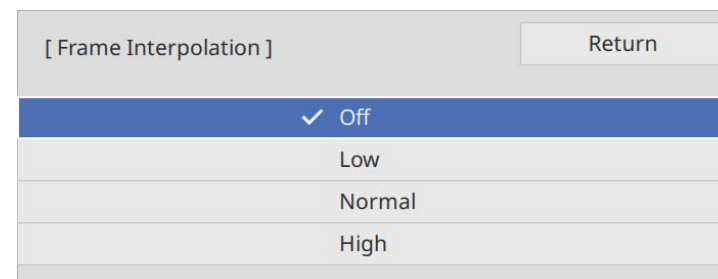 [ Frame Interpolation ]
Return
Off
Low
Normal
High